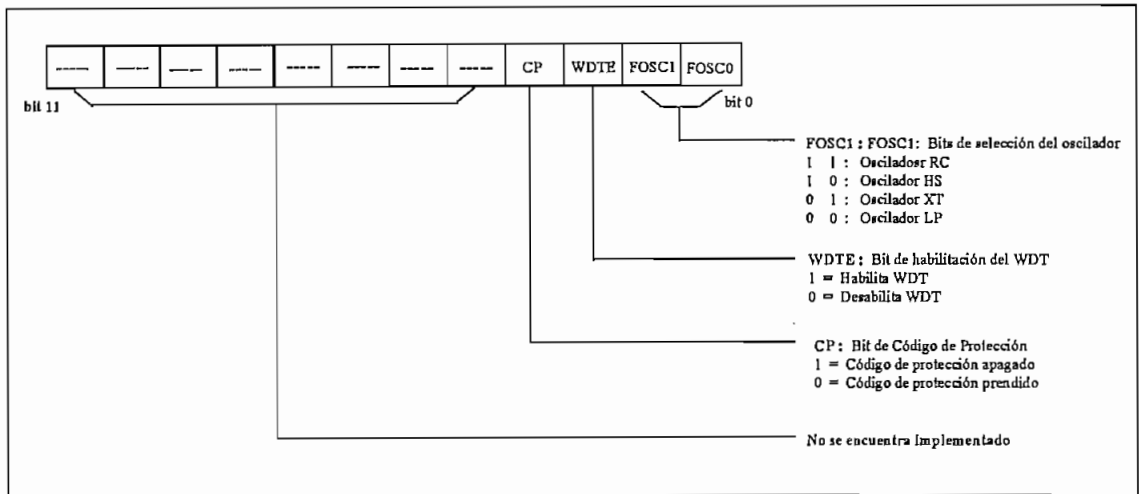 ---- ---- ---- ---- ----- ---- ---- ----- CP WDTE FOSC1 FOSC0
bit 11
bit 0
FOSC1 : FOSC1: Bits de selección del oscilador
1 1 : Osciladosr RC
1 0 : Oscilador HS
0 1 : Oscilador XT
0 0 : Oscilador LP
WDTE : Bit de habilitación del WDT
1 = Habilita WDT
0 = Desabilita WDT
CP : Bit de Código de Protección
1 = Código de protección apagado
0 = Código de protección prendido
No se encuentra Implementado